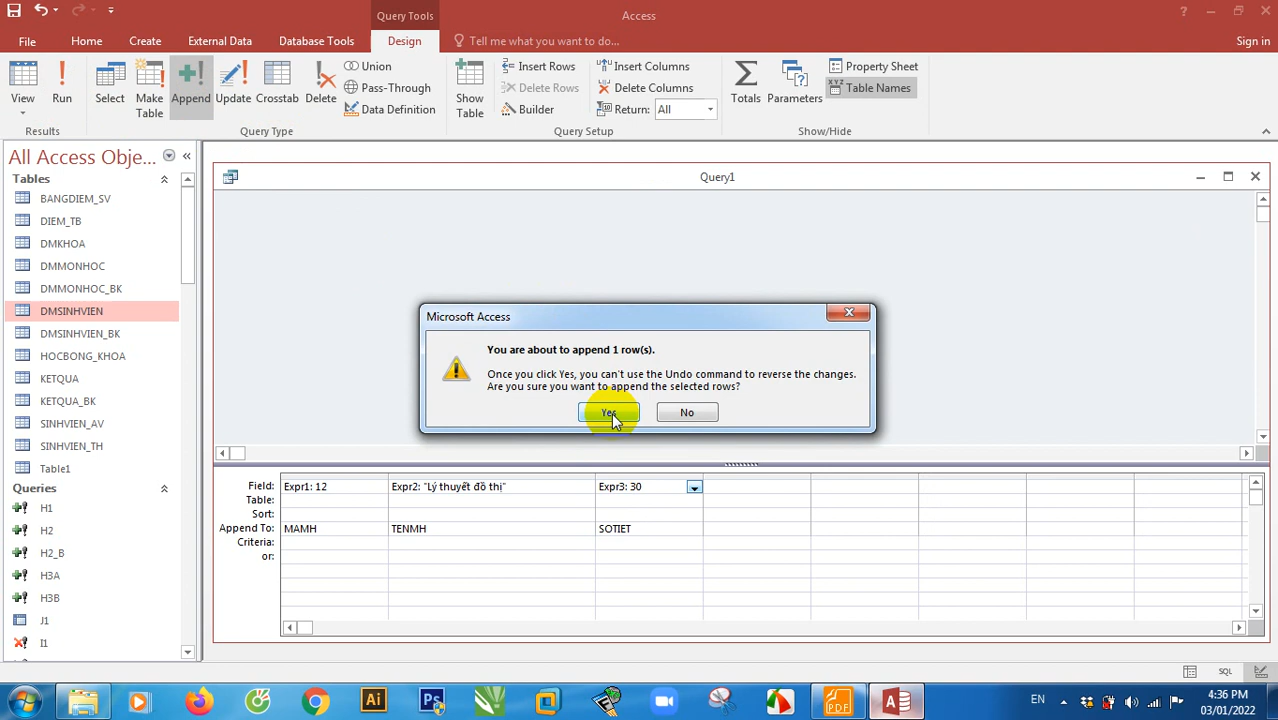 Query Tools
Access
File
Home
Create
External Data
Database Tools
Design
Tell me what you want to do...
Sign in
View
Run
Select
Make Table
Append
Update
Crosstab
Delete
Union
Pass-Through
Data Definition
Show Table
Insert Rows
Delete Rows
Builder
Insert Columns
Delete Columns
Return: All
Totals
Parameters
Property Sheet
XYZ Table Names
Results
Query Type
Query Setup
Show/Hide
All Access Obje...
Tables
BANGDIEM_SV
DIEM_TB
DMKHOA
DMMONHOC
DMMONHOC_BK
DMSINHVIEN
DMSINHVIEN_BK
HOCBONG_KHOA
KETQUA
KETQUA_BK
SINHVIEN_AV
SINHVIEN_TH
Table1
Queries
H1
H2
H2_B
H3A
H3B
J1
I1
Query1
Microsoft Access
You are about to append 1 row(s).
Once you click Yes, you can't use the Undo command to reverse the changes.
Are you sure you want to append the selected rows?
Yes
No
Field: Expr1: 12 Expr2: "Lý thuyết đồ thị" Expr3: 30
Table:
Sort:
Append To: MAMH TENMH SOTIET
Criteria:
or:
SQL
Ai
Ps
PDF
A
EN
4:36 PM
03/01/2022